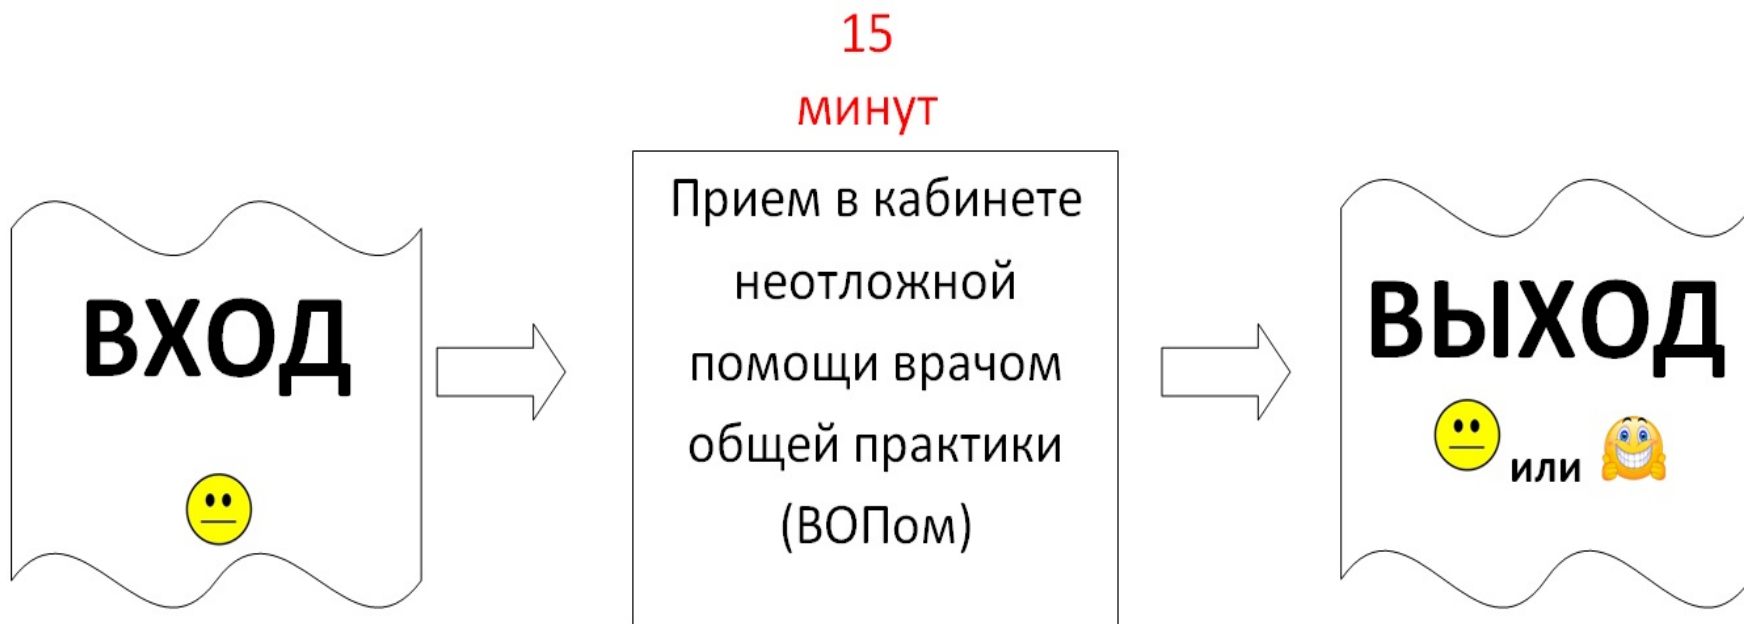 15
минут
ВХОД
Прием в кабинете
неотложной
помощи врачом
общей практики
(ВОПом)
ВЫХОД
или